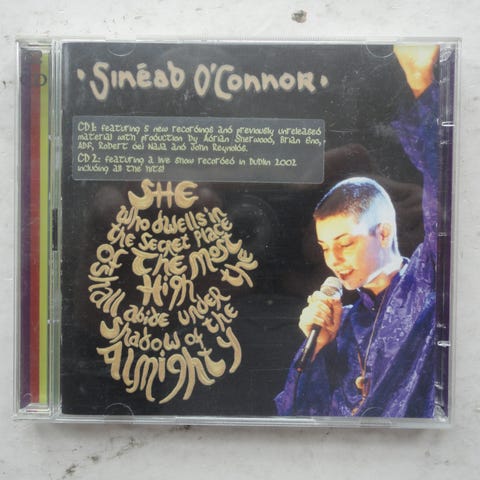 · Sinéad O'Connor ·
CD1: featuring 5 new recordings and previously unreleased
material with production by Adrian Sherwood, Brian Eno,
ADF, Robert del Naja and John Reynolds.
CD2: featuring a live show recorded in Dublin 2002
including all the hits!
SHE
who dwells in
the secret place
of
The most
High
shall abide under the
shadow of the
Almighty